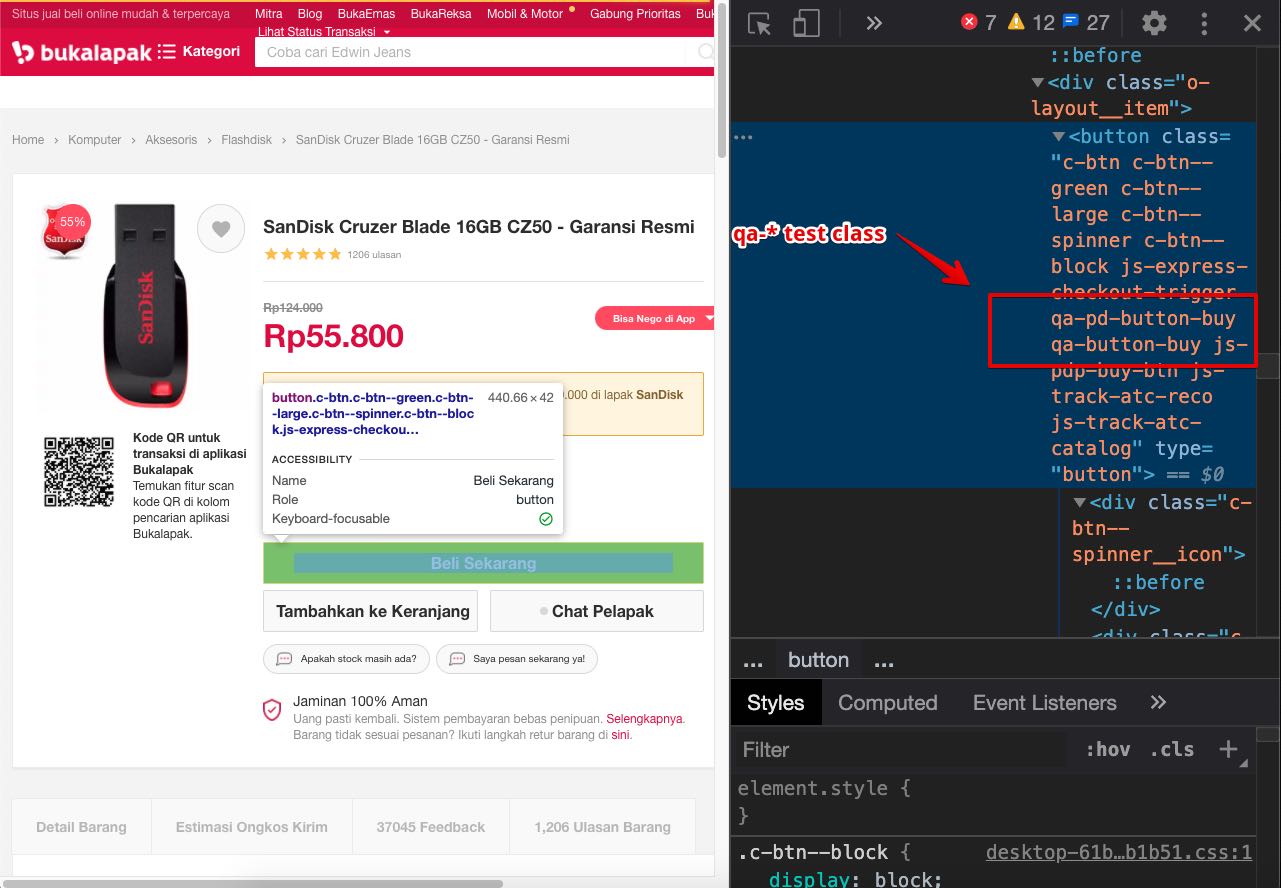 Situs jual beli online mudah & terpercaya
Mitra Blog BukaEmas BukaReksa Mobil & Motor Gabung Prioritas Buk
Lihat Status Transaksi
bukalapak Kategori
Coba cari Edwin Jeans
Home › Komputer › Aksesoris › Flashdisk › SanDisk Cruzer Blade 16GB CZ50 - Garansi Resmi
55%
SanDisk
SanDisk
Kode QR untuk
transaksi di aplikasi
Bukalapak
Temukan fitur scan
kode QR di kolom
pencarian aplikasi
Bukalapak.
SanDisk Cruzer Blade 16GB CZ50 - Garansi Resmi
1206 ulasan
Rp124.000
Rp55.800
Bisa Nego di App
.000 di lapak SanDisk
button.c-btn.c-btn--green.c-btn-
-large.c-btn--spinner.c-btn--bloc
k.js-express-checkou...
440.66 × 42
ACCESSIBILITY
Name Beli Sekarang
Role button
Keyboard-focusable
Beli Sekarang
Tambahkan ke Keranjang
Chat Pelapak
Apakah stock masih ada?
Saya pesan sekarang ya!
Jaminan 100% Aman
Uang pasti kembali. Sistem pembayaran bebas penipuan. Selengkapnya.
Barang tidak sesuai pesanan? Ikuti langkah retur barang di sini.
Detail Barang
Estimasi Ongkos Kirim
37045 Feedback
1,206 Ulasan Barang
7 12 27
::before
<div class="o-
layout__item">
<button class=
"c-btn c-btn--
green c-btn--
large c-btn--
spinner c-btn--
block js-express-
checkout-trigger
qa-pd-button-buy
qa-button-buy js-
pdp-buy-btn js-
track-atc-reco
js-track-atc-
catalog" type=
"button"> == $0
<div class="c-
btn--
spinner__icon">
::before
</div>
<div class="c-
qa-* test class
... button ...
Styles Computed Event Listeners
Filter :hov .cls +
element.style {
}
.c-btn--block { desktop-61b…b1b51.css:1
display: block;